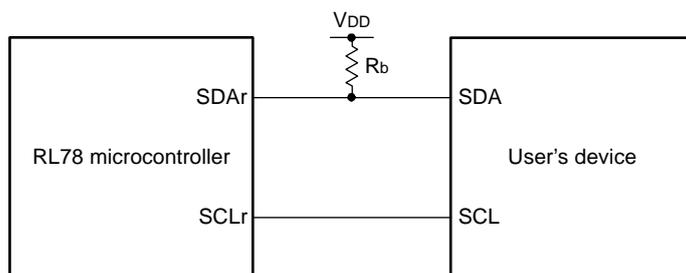 VDD
Rb
SDAr SDA
RL78 microcontroller User's device
SCLr SCL